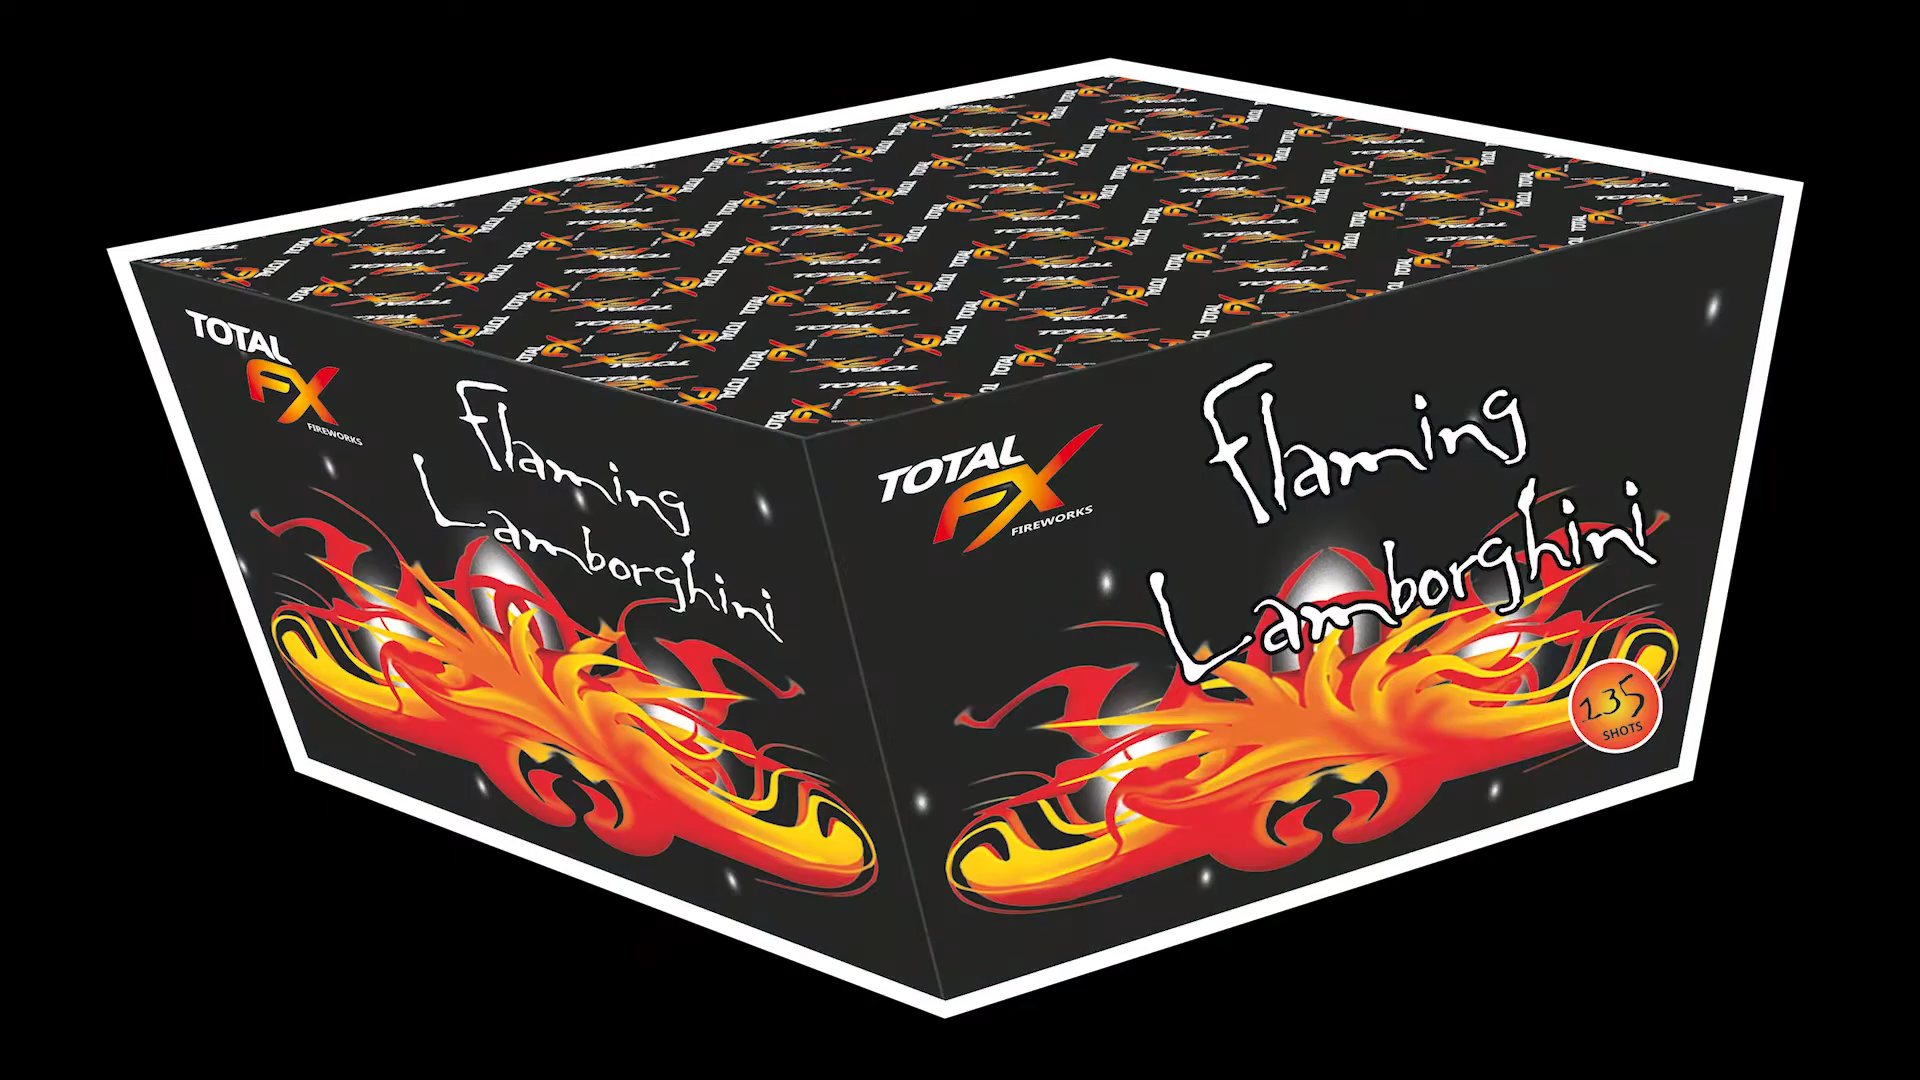 TOTAL
FX
FIREWORKS
Flaming
Lamborghini
TOTAL
FX
FIREWORKS
Flaming
Lamborghini
235
SHOTS